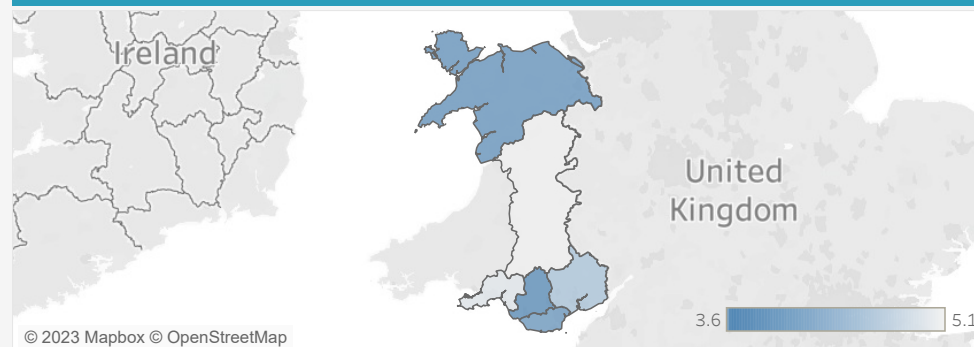 Ireland
United
Kingdom
3.6
5.1
© 2023 Mapbox © OpenStreetMap